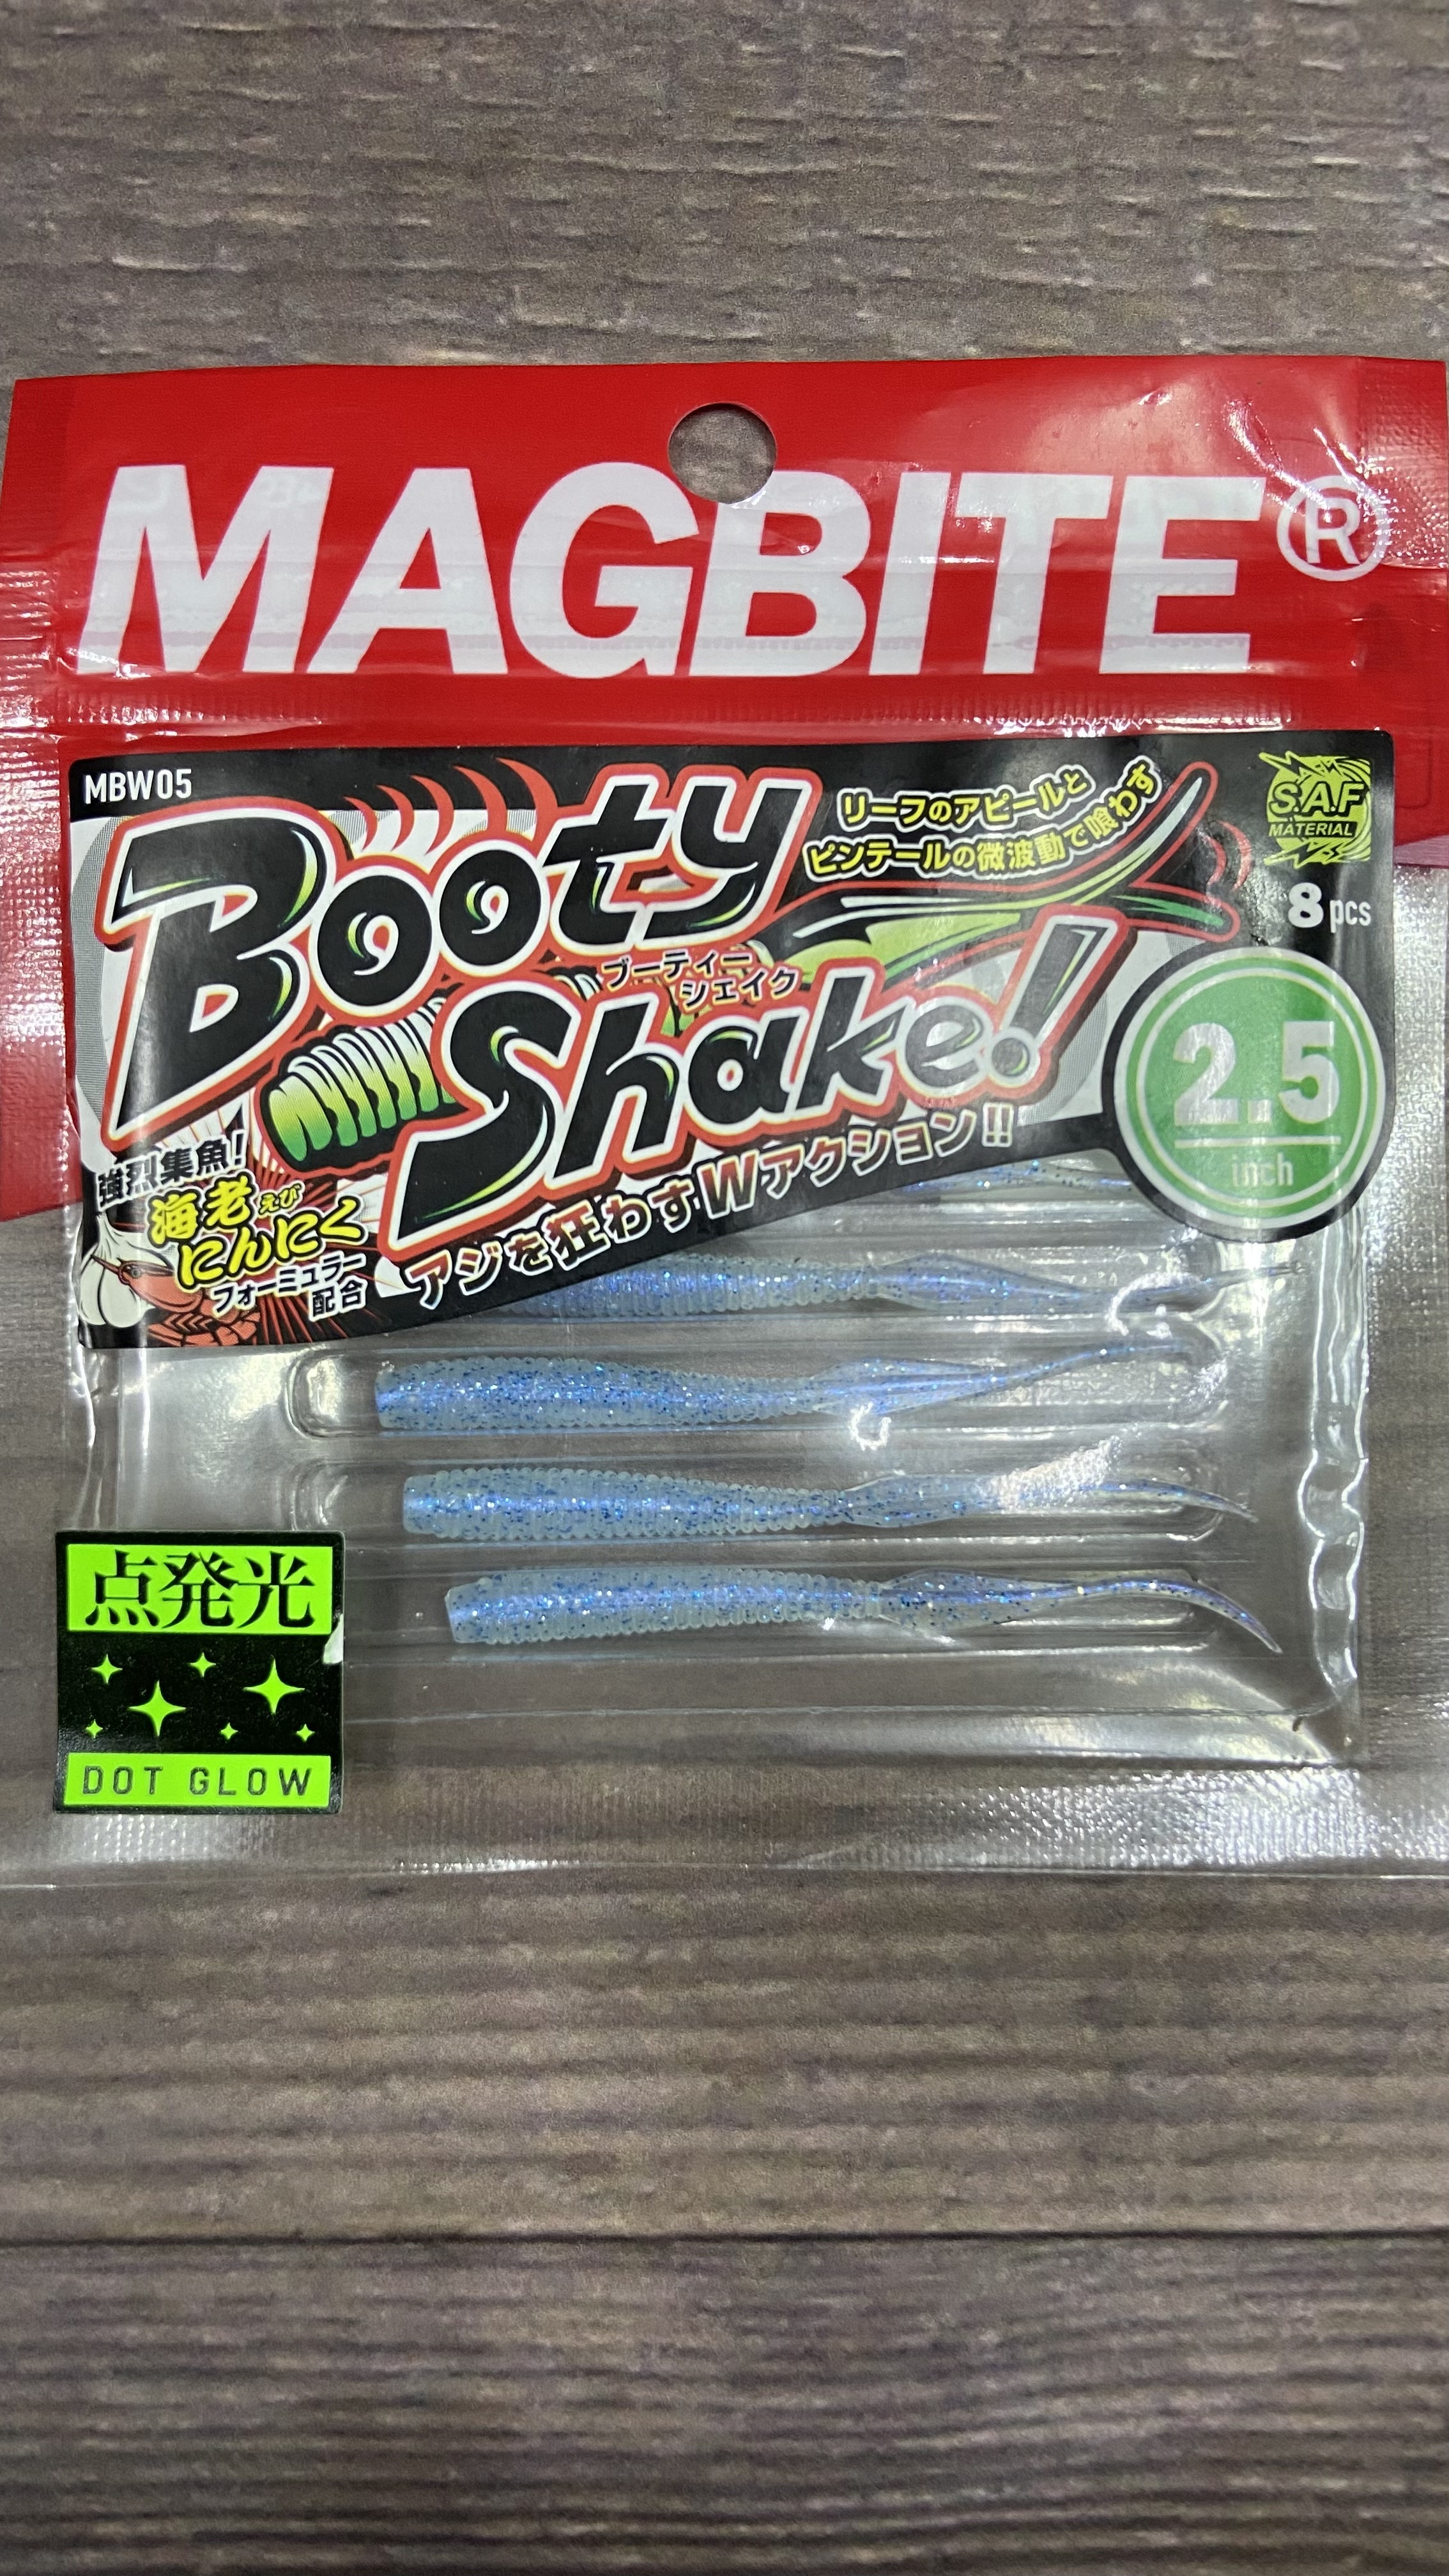 MAGBITE®
MBW05
Booty
Shake!
ブーティー
シェイク
リーフのアピールと
ピンテールの微波動で喰わす
S.A.F
MATERIAL
8pcs
2.5
inch
アジを狂わすWアクション!!
強烈集魚!
海老えび
にんにく
フォーミュラー
配合
点発光
DOT GLOW